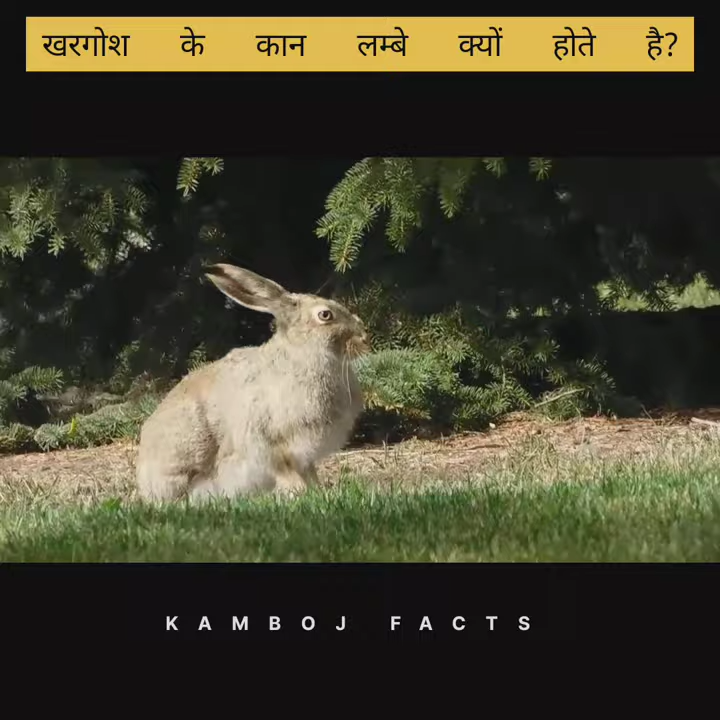 खरगोश के कान लम्बे क्यों होते है?
KAMBOJ FACTS